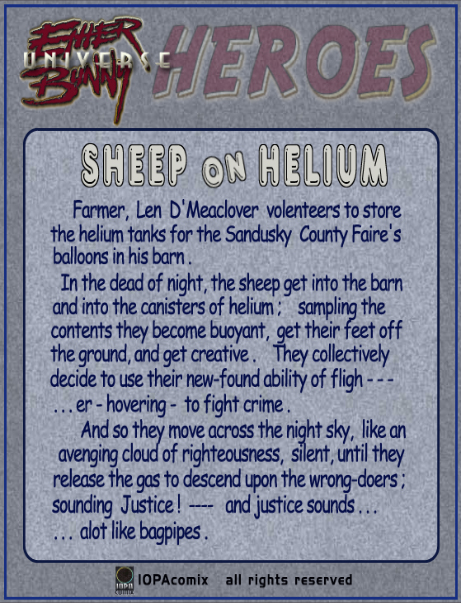 ETHER
UNIVERSE
BUNNY
HEROES
SHEEP ON HELIUM
Farmer, Len D'Meaclover volenteers to store
the helium tanks for the Sandusky County Faire's
balloons in his barn .
In the dead of night, the sheep get into the barn
and into the canisters of helium ; sampling the
contents they become buoyant, get their feet off
the ground, and get creative . They collectively
decide to use their new-found ability of fligh - - -
. . . er - hovering - to fight crime .
And so they move across the night sky, like an
avenging cloud of righteousness, silent, until they
release the gas to descend upon the wrong-doers ;
sounding Justice ! ---- and justice sounds . . .
. . . alot like bagpipes .
IOPA
comix
IOPAcomix all rights reserved